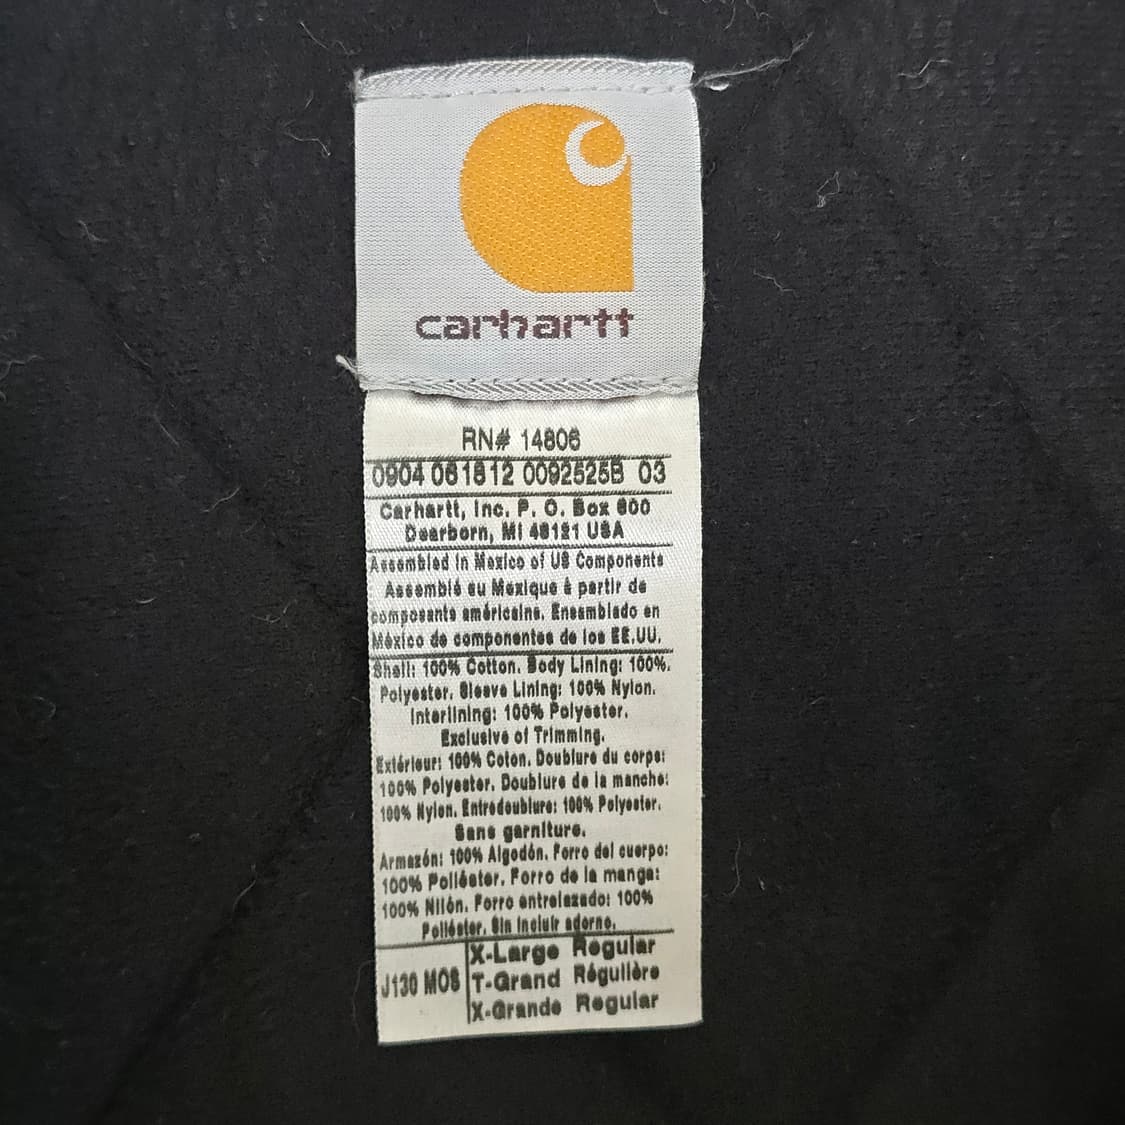 carhartt
RN# 14806
0904 061812 0092525B 03
Carhartt, Inc. P. O. Box 600
Dearborn, MI 48121 USA
Assembled in Mexico of US Components
Assemblé au Mexique à partir de
composants américains. Ensamblado en
México de componentes de los EE.UU.
Shell: 100% Cotton. Body Lining: 100%.
Polyester. Sleeve Lining: 100% Nylon.
Interlining: 100% Polyester.
Exclusive of Trimming.
Extérieur: 100% Coton. Doublure du corps:
100% Polyester. Doublure de la manche:
100% Nylon. Entredoublure: 100% Polyester.
Sans garniture.
Armazón: 100% Algodón. Forro del cuerpo:
100% Poliéster. Forro de la manga:
100% Nilón. Forro entrelazado: 100%
Poliéster. Sin incluir adorno.
X-Large Regular
J130 MOS T-Grand Régulière
X-Grande Regular